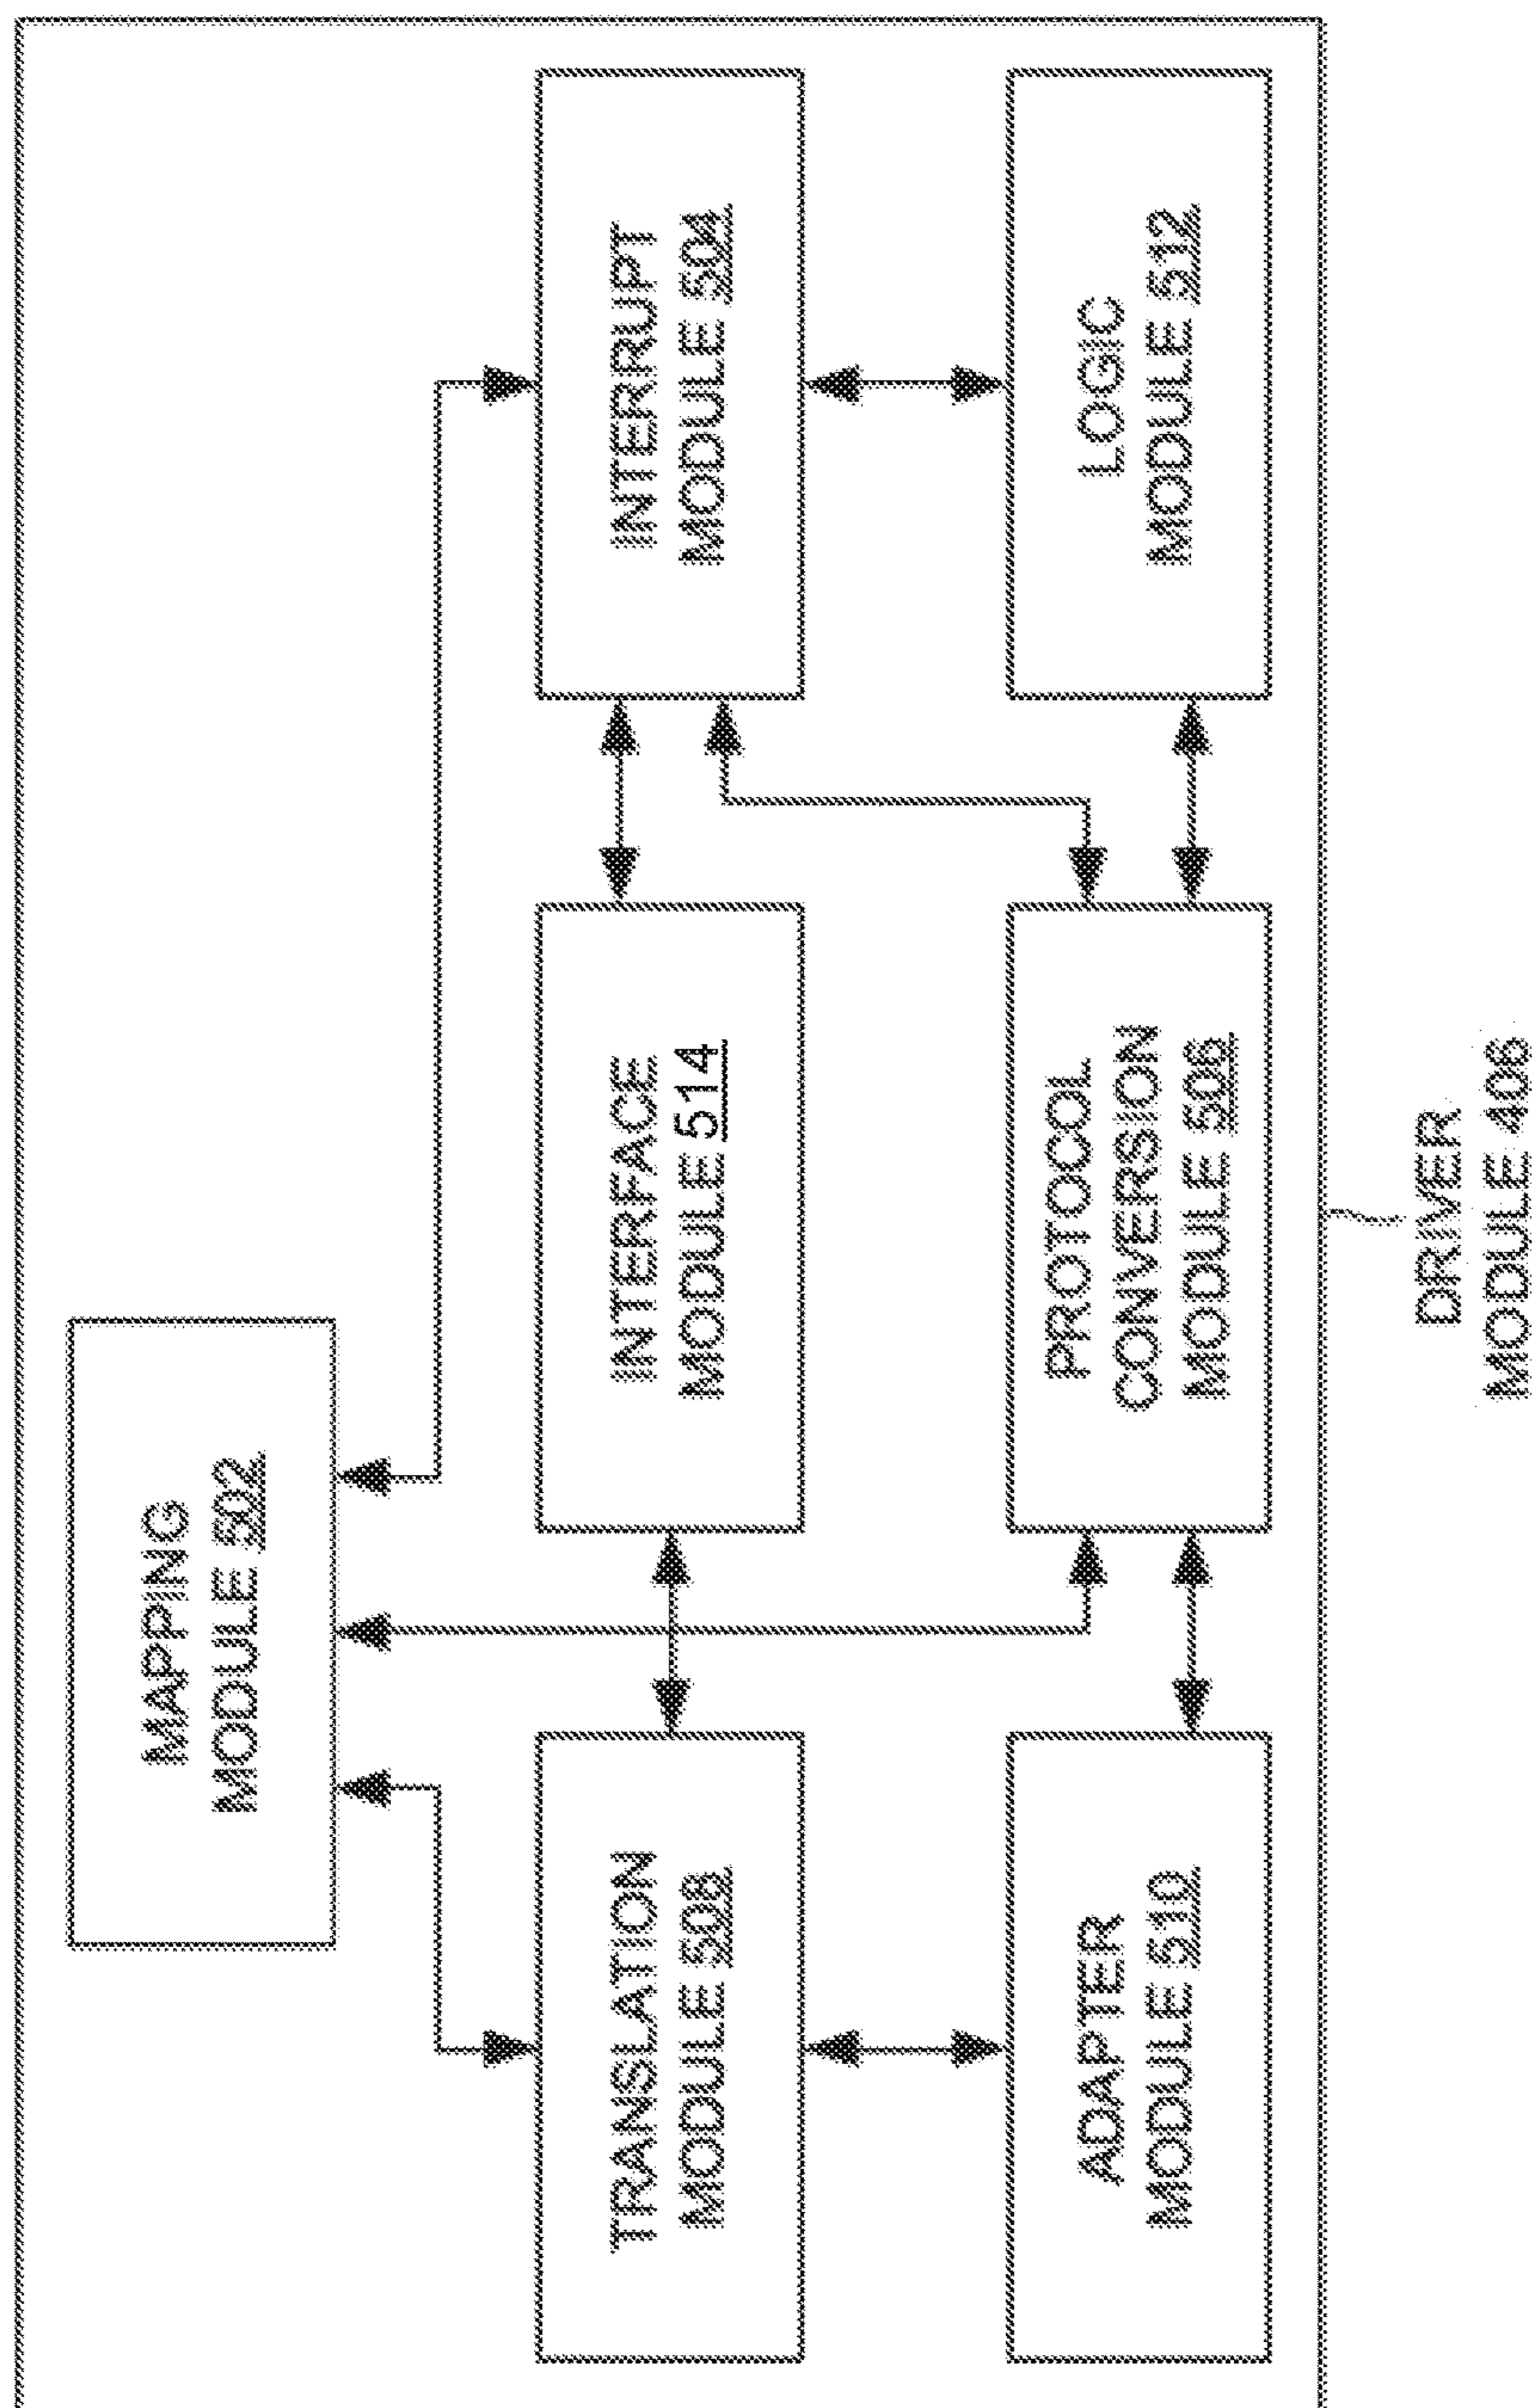 MAPPING
MODULE 502
TRANSLATION
MODULE 508
INTERFACE
MODULE 514
INTERRUPT
MODULE 504
ADAPTER
MODULE 510
PROTOCOL
CONVERSION
MODULE 506
LOGIC
MODULE 512
DRIVER
MODULE 406